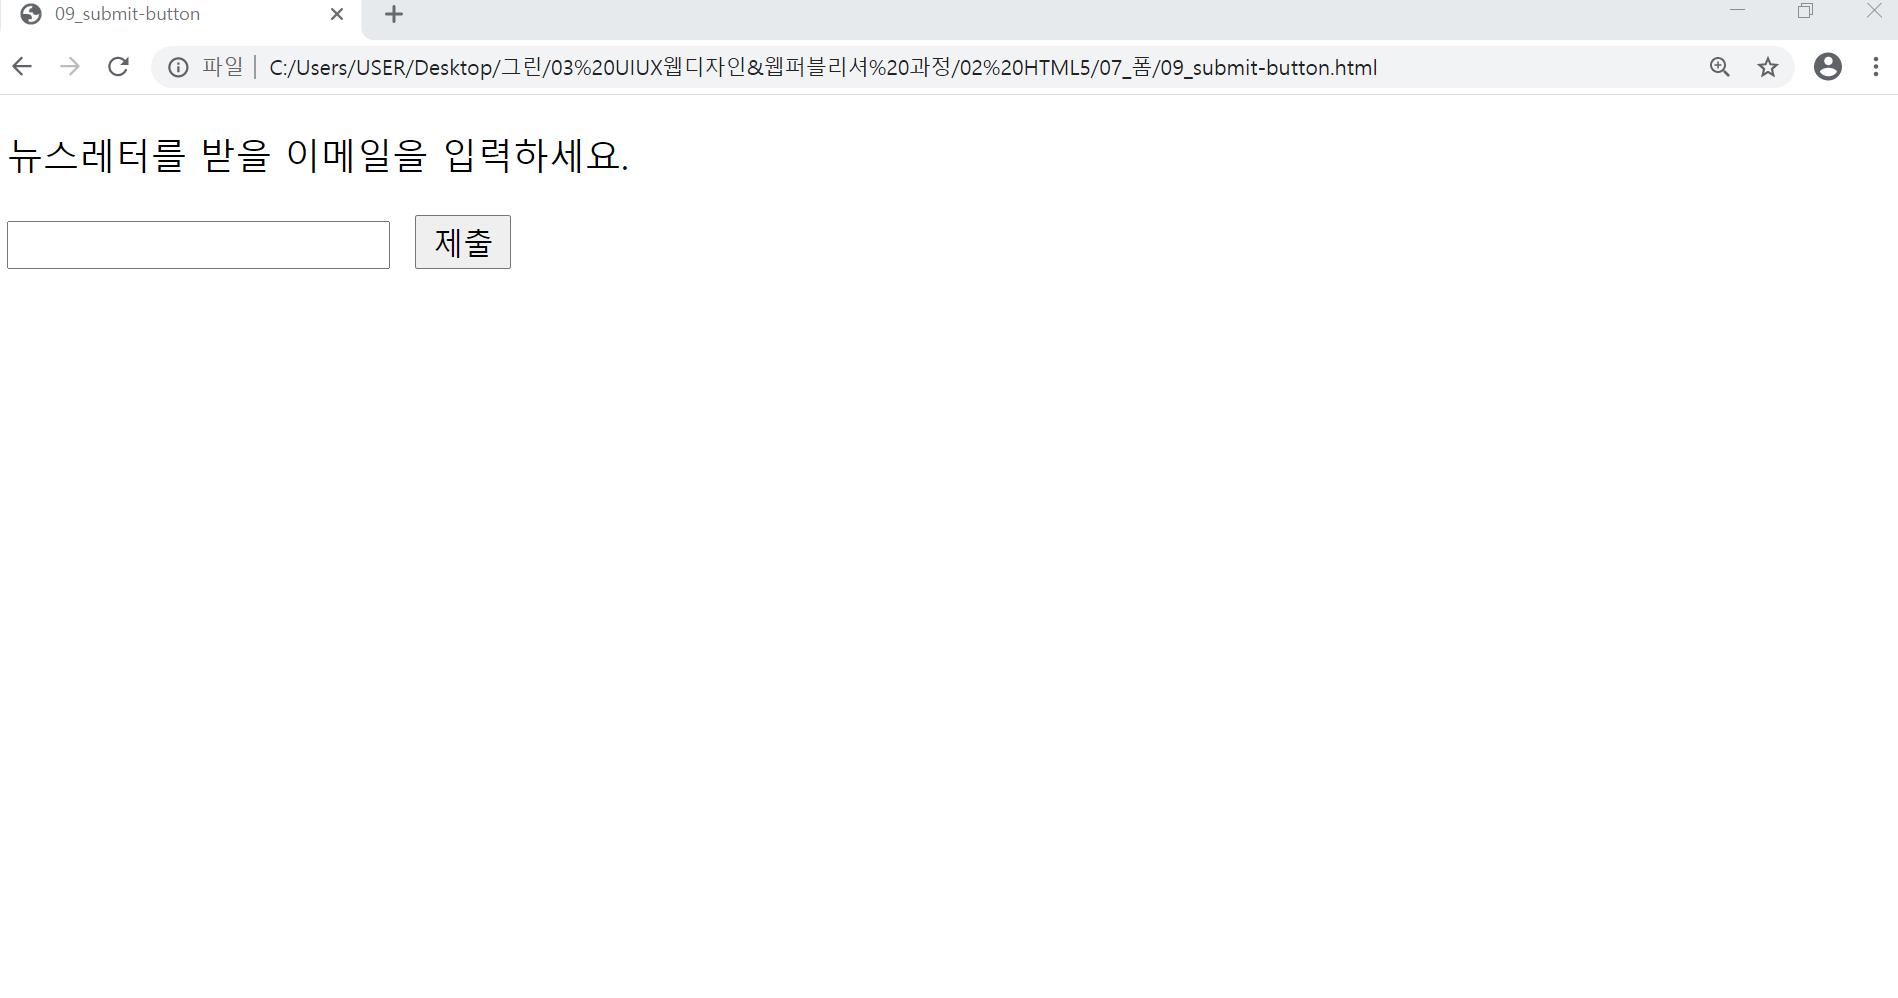 09_submit-button
파일 C:/Users/USER/Desktop/그린/03%20UIUX웹디자인&웹퍼블리셔%20과정/02%20HTML5/07_폼/09_submit-button.html
뉴스레터를 받을 이메일을 입력하세요.
제출